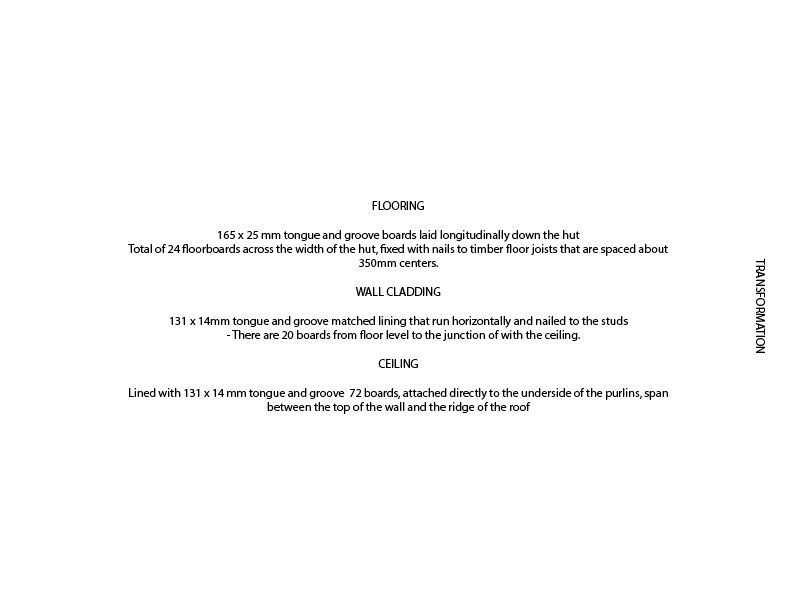 FLOORING
165 x 25 mm tongue and groove boards laid longitudinally down the hut
Total of 24 floorboards across the width of the hut, fixed with nails to timber floor joists that are spaced about
350mm centers.
WALL CLADDING
131 x 14mm tongue and groove matched lining that run horizontally and nailed to the studs
- There are 20 boards from floor level to the junction of with the ceiling.
CEILING
Lined with 131 x 14 mm tongue and groove  72 boards, attached directly to the underside of the purlins, span
between the top of the wall and the ridge of the roof
TRANSFORMATION